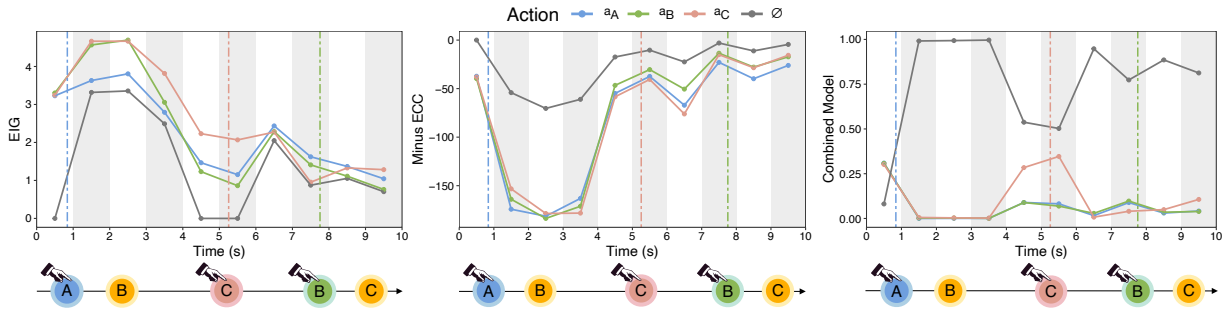 Action aA aB aC ∅
EIG
4
3
2
1
0
0 1 2 3 4 5 6 7 8 9 10
Time (s)
A B C B C
Minus ECC
0
−50
−100
−150
0 1 2 3 4 5 6 7 8 9 10
Time (s)
A B C B C
Combined Model
1.00
0.75
0.50
0.25
0.00
0 1 2 3 4 5 6 7 8 9 10
Time (s)
A B C B C